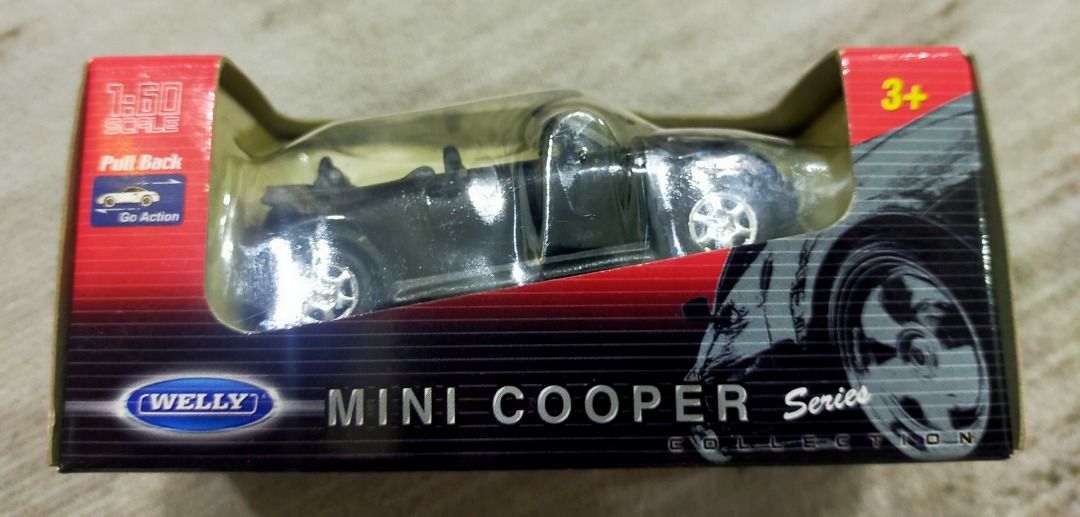 1:60
SCALE
Pull Back
Go Action
3+
WELLY
MINI COOPER Series
COLLECTION